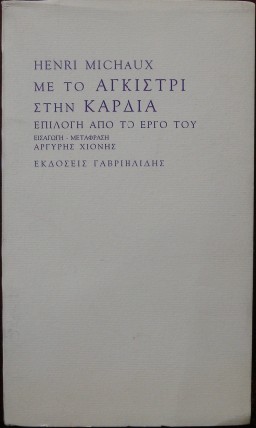 HENRI MICHAUX
ΜΕ ΤΟ ΑΓΚΙΣΤΡΙ
ΣΤΗΝ ΚΑΡΔΙΑ
ΕΠΙΛΟΓΗ ΑΠΟ ΤΟ ΕΡΓΟ ΤΟΥ
ΕΙΣΑΓΩΓΗ - ΜΕΤΑΦΡΑΣΗ
ΑΡΓΥΡΗΣ ΧΙΟΝΗΣ
ΕΚΔΟΣΕΙΣ ΓΑΒΡΙΗΛΙΔΗΣ